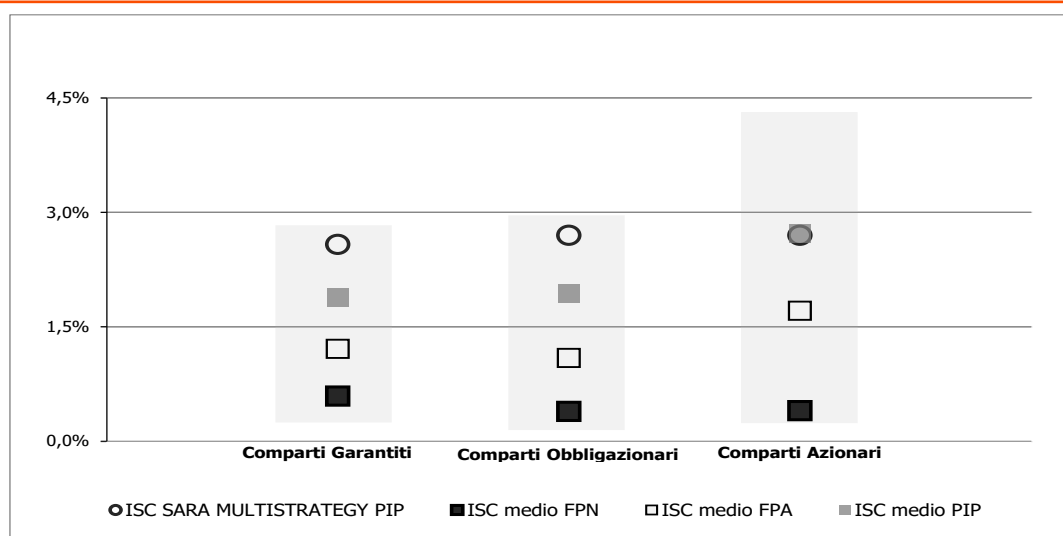 4,5%
3,0%
1,5%
0,0%
Comparti Garantiti Comparti Obbligazionari Comparti Azionari
ISC SARA MULTISTRATEGY PIP ISC medio FPN ISC medio FPA ISC medio PIP